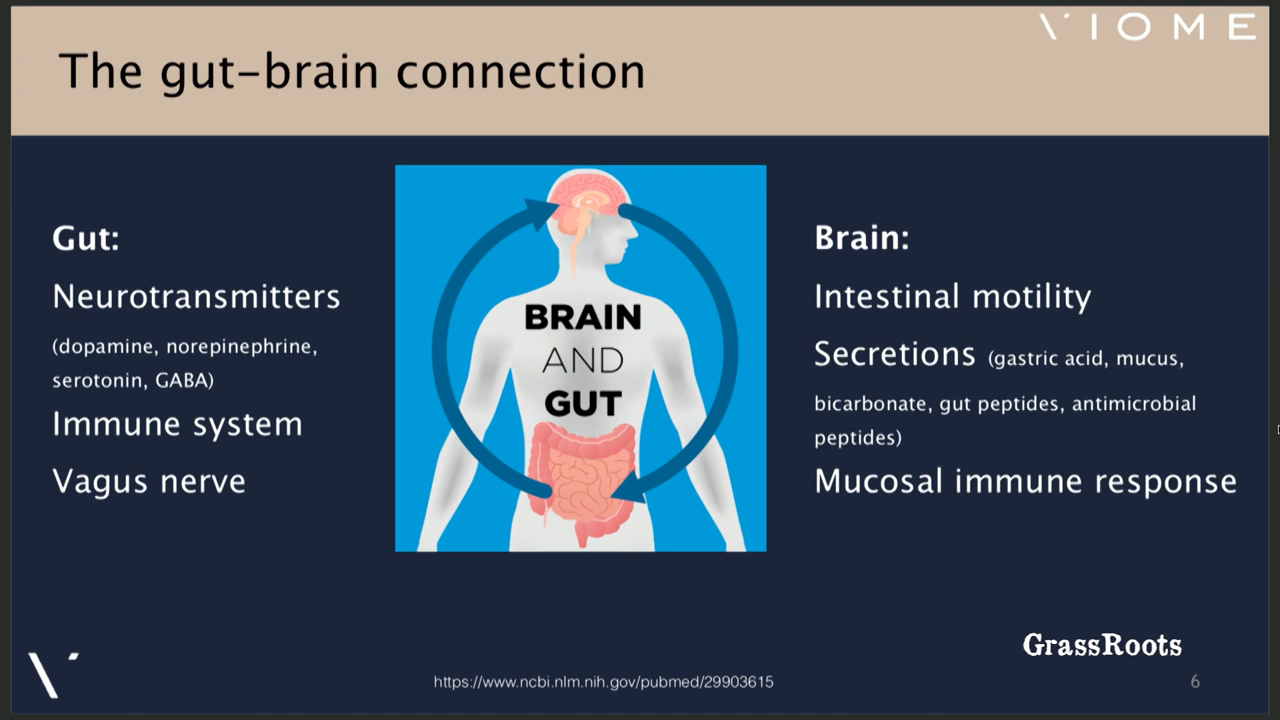 VIOME
The gut–brain connection
Gut:
Neurotransmitters
(dopamine, norepinephrine,
serotonin, GABA)
Immune system
Vagus nerve
BRAIN
AND
GUT
Brain:
Intestinal motility
Secretions (gastric acid, mucus,
bicarbonate, gut peptides, antimicrobial
peptides)
Mucosal immune response
GrassRoots
https://www.ncbi.nlm.nih.gov/pubmed/29903615
6